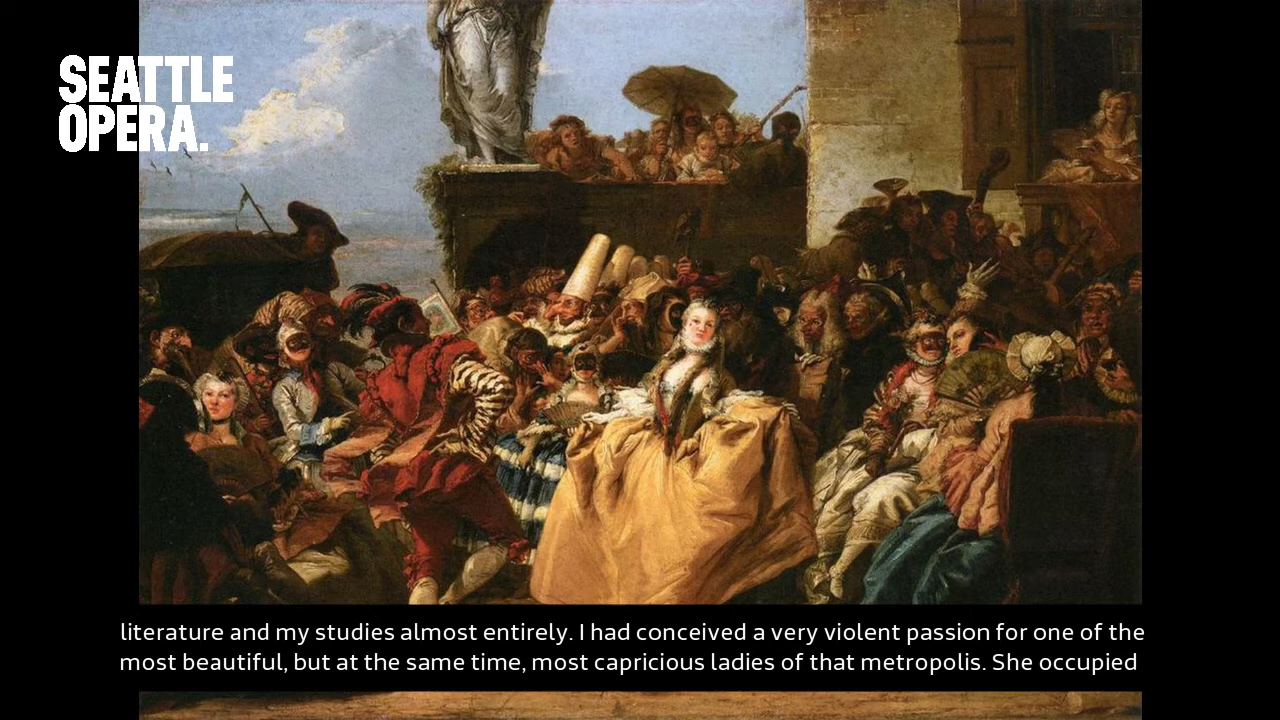 SEATTLE
OPERA.
literature and my studies almost entirely. I had conceived a very violent passion for one of the
most beautiful, but at the same time, most capricious ladies of that metropolis. She occupied